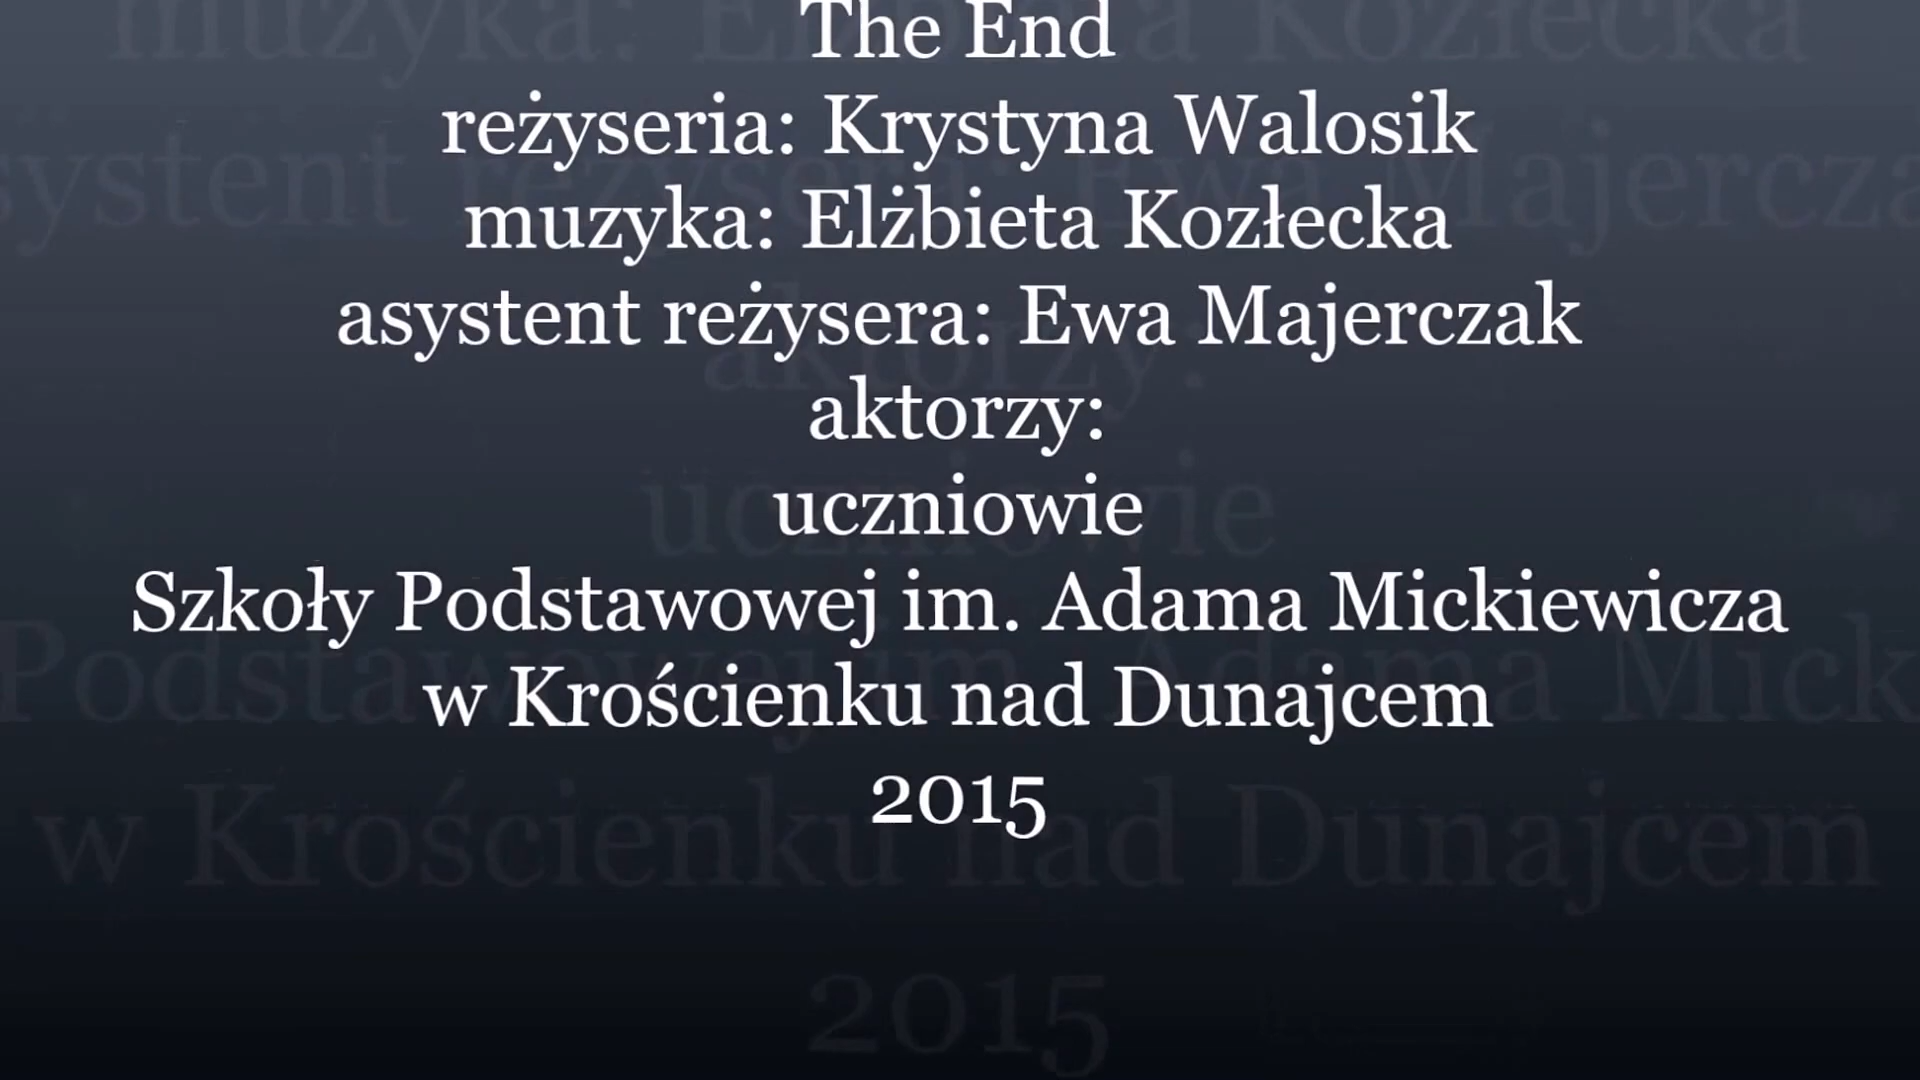 The End
reżyseria: Krystyna Walosik
muzyka: Elżbieta Kozłecka
asystent reżysera: Ewa Majerczak
aktorzy:
uczniowie
Szkoły Podstawowej im. Adama Mickiewicza
w Krościenku nad Dunajcem
2015